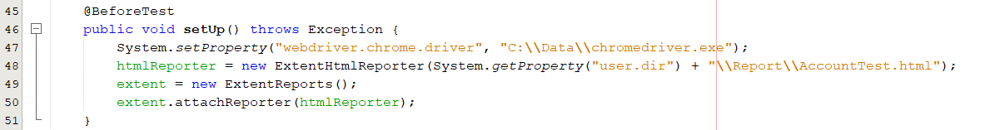 45 @BeforeTest
46 public void setUp() throws Exception {
47 System.setProperty("webdriver.chrome.driver", "C:\\Data\\chromedriver.exe");
48 htmlReporter = new ExtentHtmlReporter(System.getProperty("user.dir") + "\\Report\\AccountTest.html");
49 extent = new ExtentReports();
50 extent.attachReporter(htmlReporter);
51 }